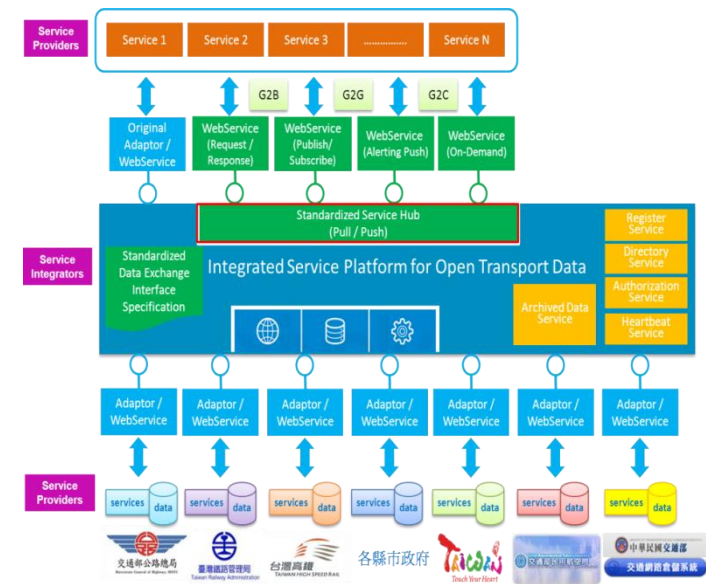 Service
Providers
Service 1
Service 2
Service 3
................
Service N
G2B
G2G
G2C
Original
Adaptor /
WebService
WebService
(Request /
Response)
WebService
(Publish/
Subscribe)
WebService
(Alerting Push)
WebService
(On-Demand)
Standardized Service Hub
(Pull / Push)
Service
Integrators
Standardized
Data Exchange
Interface
Specification
Integrated Service Platform for Open Transport Data
Archived Data
Service
Register
Service
Directory
Service
Authorization
Service
Heartbeat
Service
Adaptor /
WebService
Adaptor /
WebService
Adaptor /
WebService
Adaptor /
WebService
Adaptor /
WebService
Adaptor /
WebService
Adaptor /
WebService
Service
Providers
services data
services data
services data
services data
services data
services data
services data
交通部公路總局
臺灣鐵路管理局
Taiwan Railway Administration
台灣高鐵
TAIWAN HIGH SPEED RAIL
各縣市政府
TAIWAN
Touch Your Heart
中華民國交通部
交通網路倉儲系統